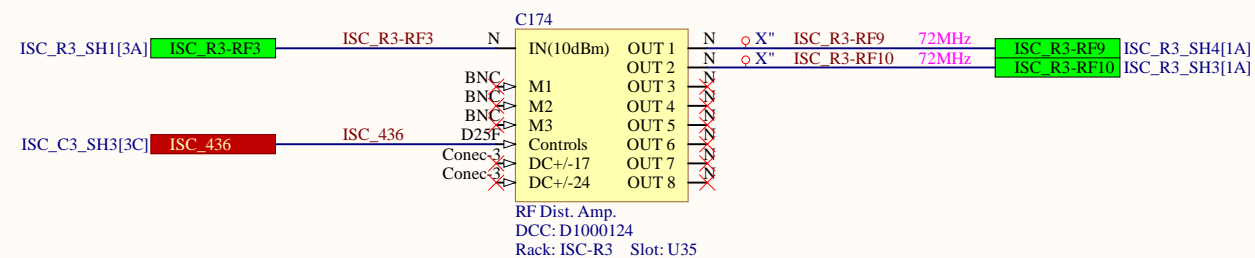 C174
ISC_R3_SH1[3A] ISC_R3-RF3 ISC_R3-RF3 N IN(10dBm) OUT 1 N X" ISC_R3-RF9 72MHz ISC_R3-RF9 ISC_R3_SH4[1A]
OUT 2 N X" ISC_R3-RF10 72MHz ISC_R3-RF10 ISC_R3_SH3[1A]
BNC M1 OUT 3 N
BNC M2 OUT 4 N
BNC M3 OUT 5 N
ISC_C3_SH3[3C] ISC_436 ISC_436 D25F Controls OUT 6 N
Conec-3 DC+/-17 OUT 7 N
Conec-3 DC+/-24 OUT 8 N
RF Dist. Amp.
DCC: D1000124
Rack: ISC-R3 Slot: U35